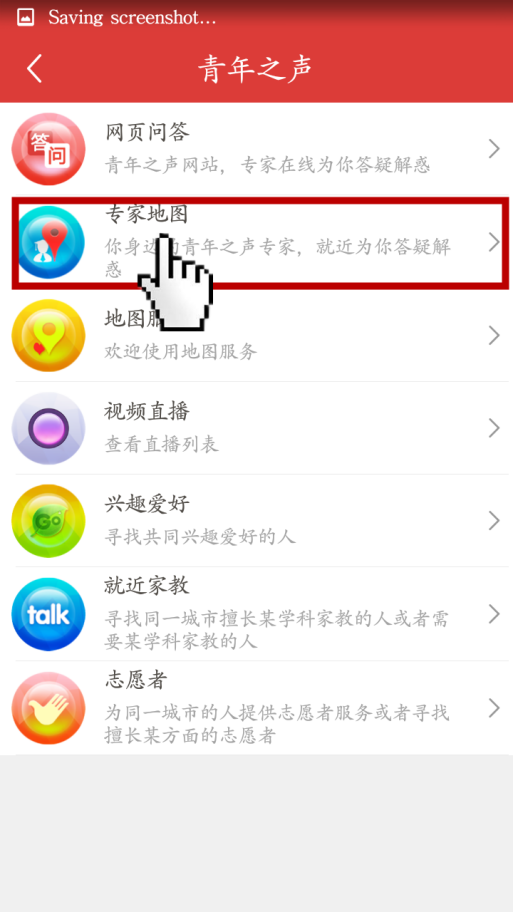 Saving screenshot...
青年之声
答
问
网页问答
青年之声网站，专家在线为你答疑解惑
专家地图
你身边 青年之声专家，就近为你答疑解
惑
地图
欢迎使用地图服务
视频直播
查看直播列表
GO
兴趣爱好
寻找共同兴趣爱好的人
talk
就近家教
寻找同一城市擅长某学科家教的人或者需
要某学科家教的人
志愿者
为同一城市的人提供志愿者服务或者寻找
擅长某方面的志愿者